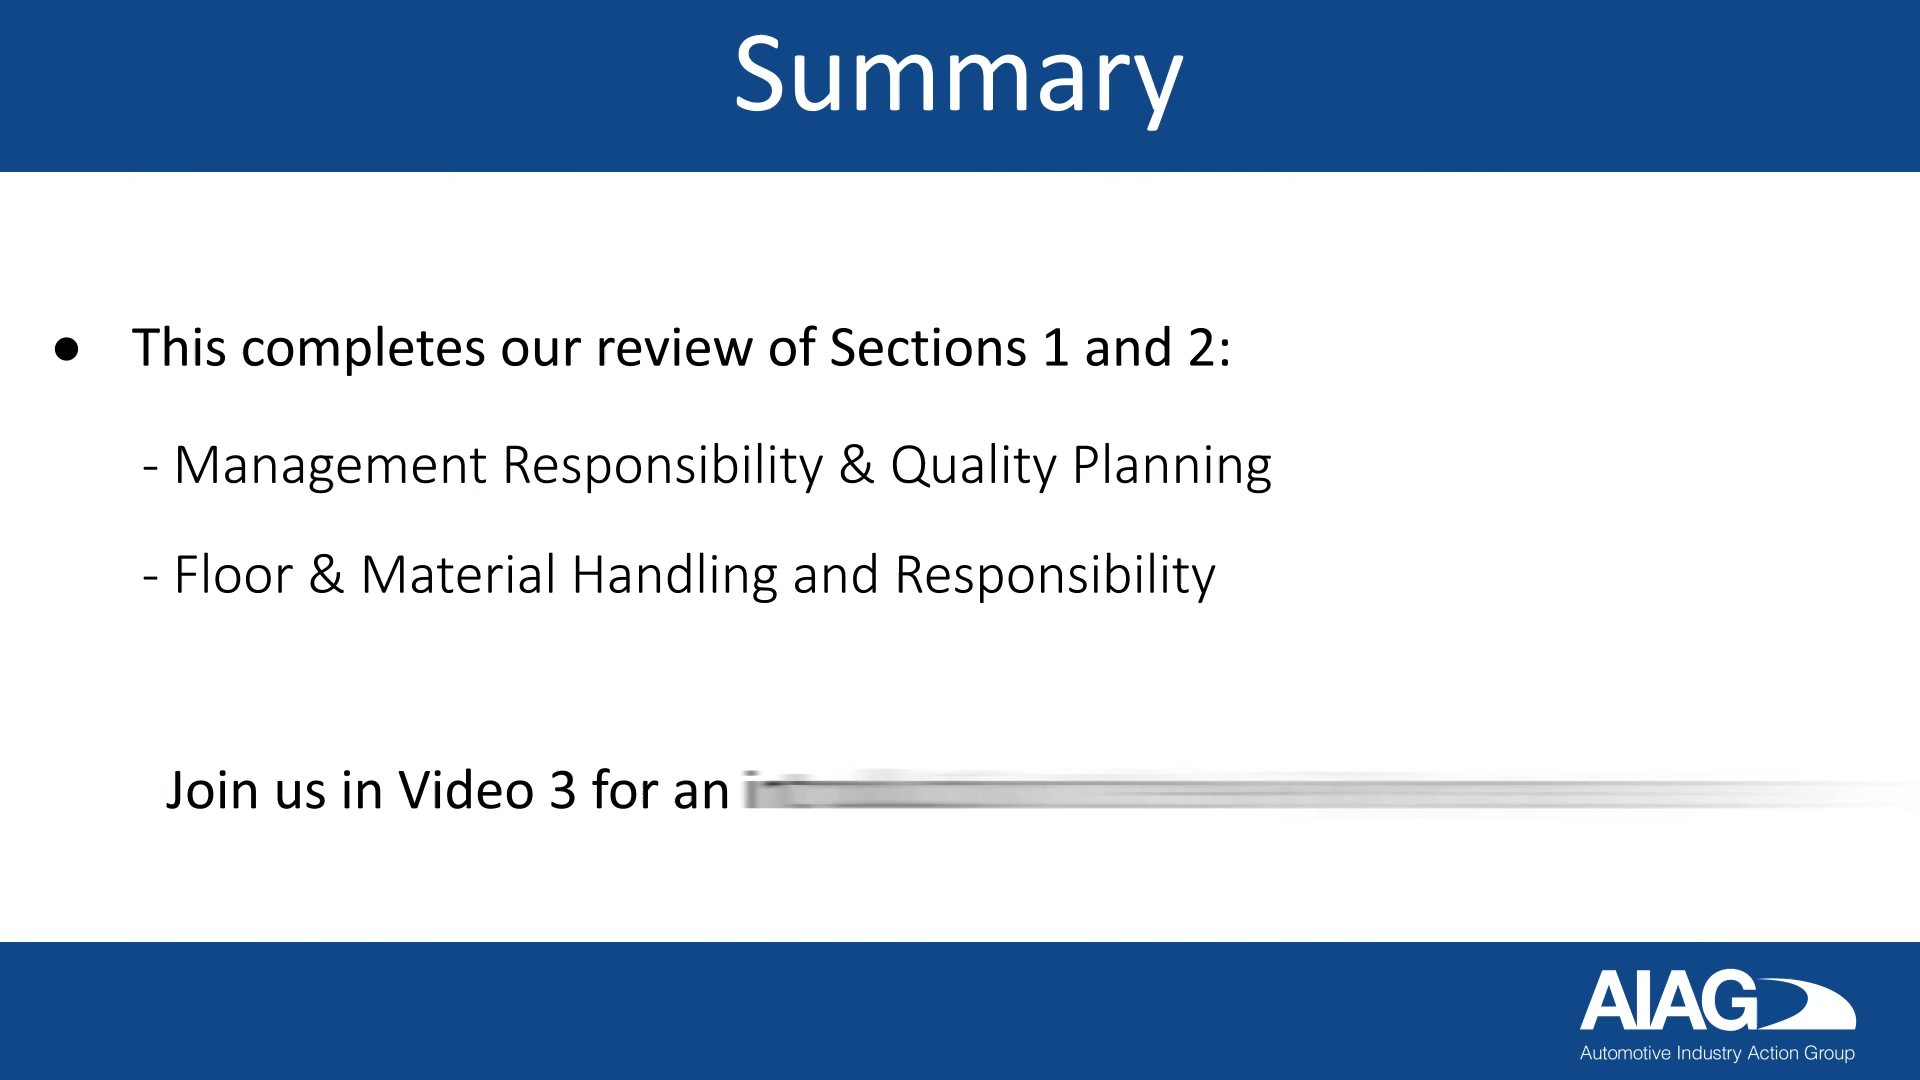 Summary
● This completes our review of Sections 1 and 2:
- Management Responsibility & Quality Planning
- Floor & Material Handling and Responsibility
Join us in Video 3 for an
AIAG
Automotive Industry Action Group